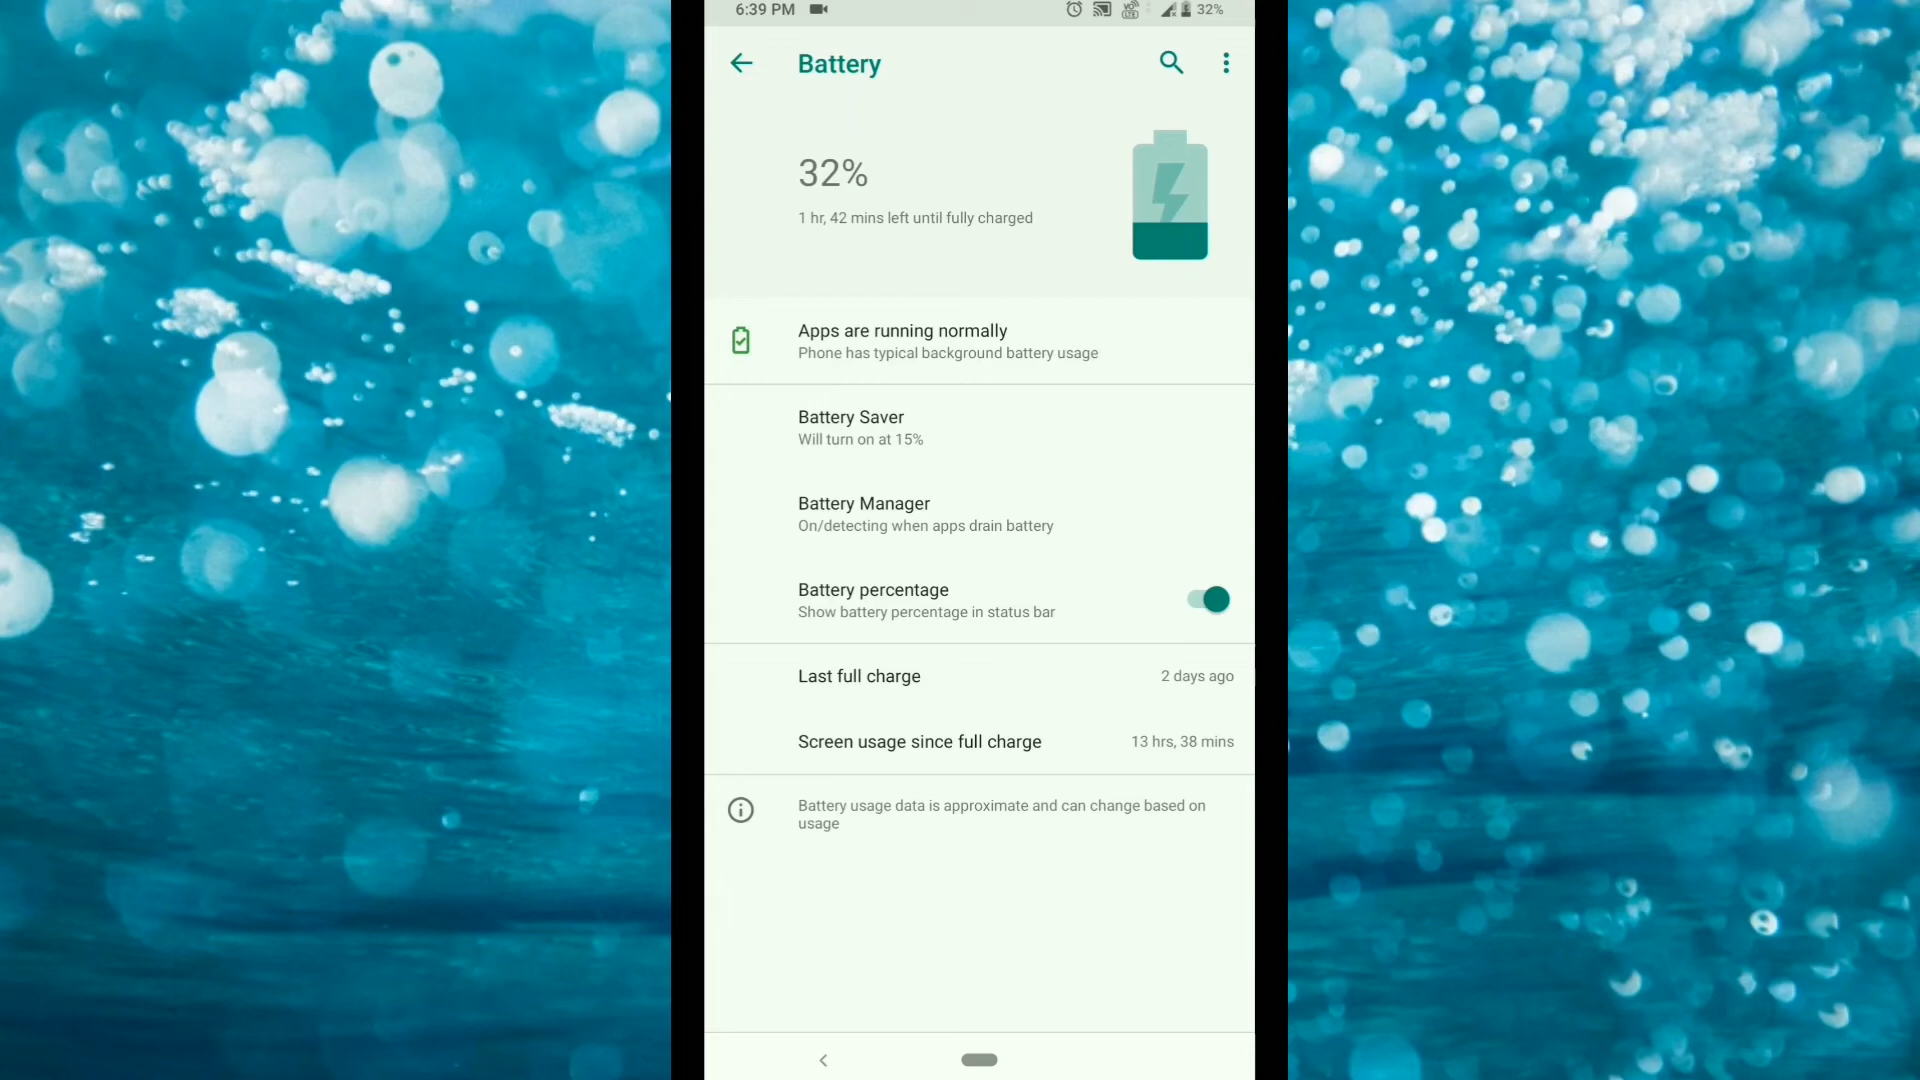 6:39 PM
32%
Battery
32%
1 hr, 42 mins left until fully charged
Apps are running normally
Phone has typical background battery usage
Battery Saver
Will turn on at 15%
Battery Manager
On/detecting when apps drain battery
Battery percentage
Show battery percentage in status bar
Last full charge
2 days ago
Screen usage since full charge
13 hrs, 38 mins
Battery usage data is approximate and can change based on
usage